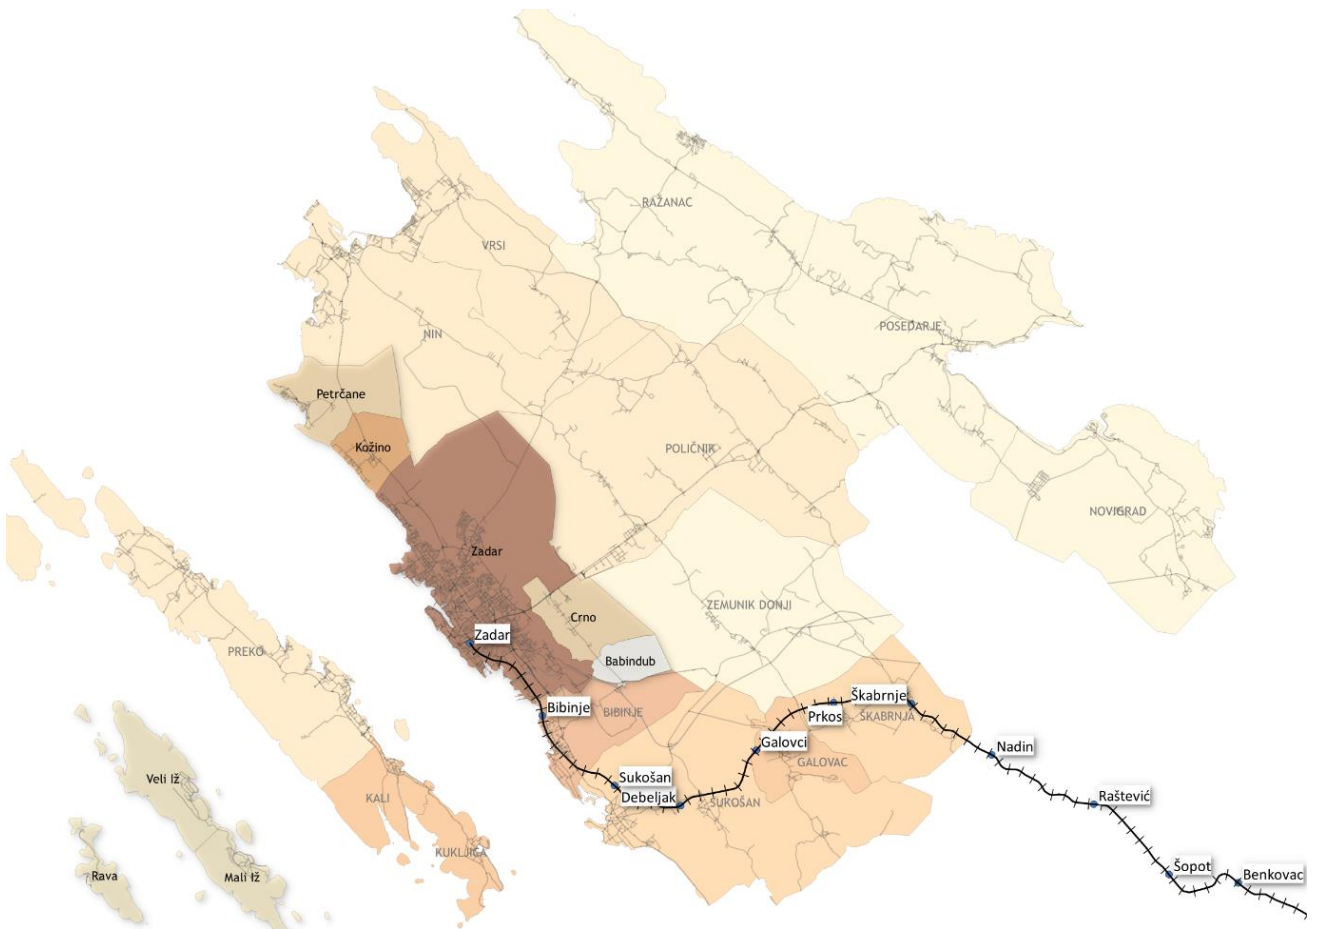 RAŽANAC
VRSI
POSEDARJE
NIN
Petrčane
Kožino
POLIČNIK
NOVIGRAD
Zadar
ZEMUNIK DONJI
Crno
Zadar
PREKO
Babindub
Škabrnje
Bibinje
BIBINJE
Prkos
ŠKABRNJA
Galovci
Nadin
GALOVAC
Veli Iž
Sukošan
Debeljak
ŠUKOŠAN
KALI
Raštević
KUKLJICA
Rava
Mali Iž
Šopot
Benkovac